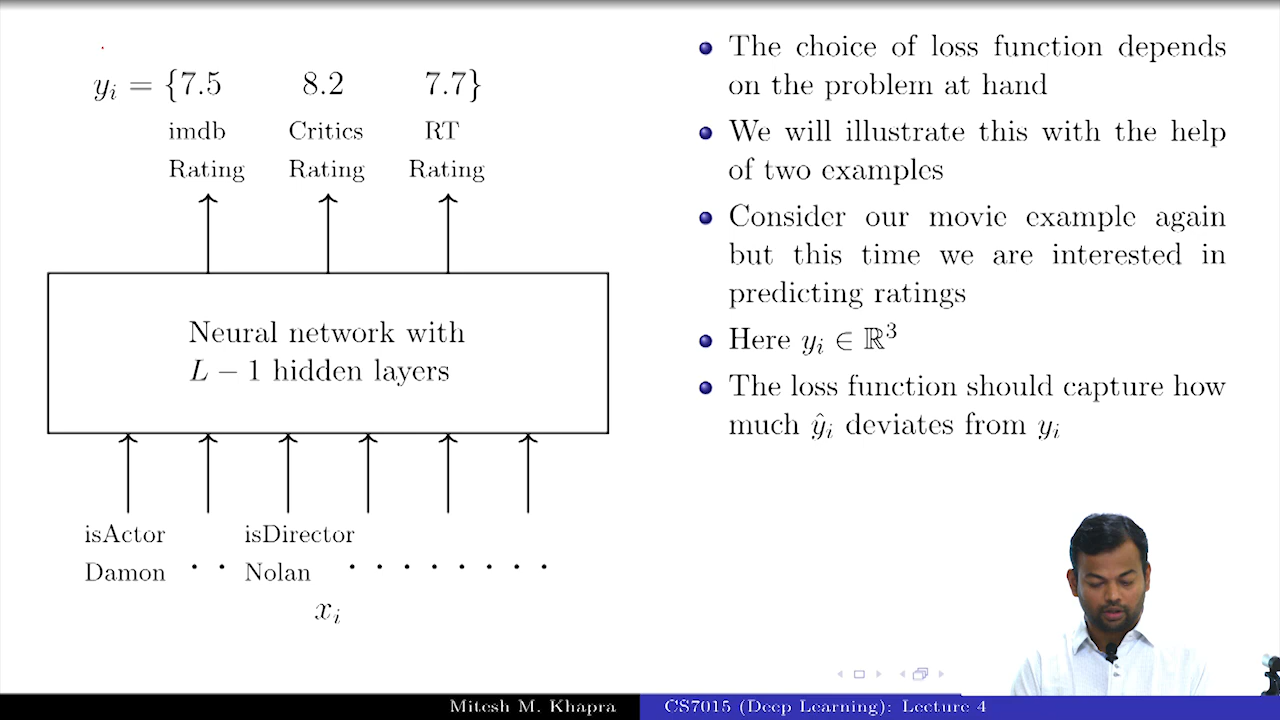 yᵢ = {7.5 8.2 7.7}
imdb Critics RT
Rating Rating Rating
Neural network with
L − 1 hidden layers
isActor isDirector
Damon · · Nolan · · · · · · · ·
xᵢ
• The choice of loss function depends
on the problem at hand
• We will illustrate this with the help
of two examples
• Consider our movie example again
but this time we are interested in
predicting ratings
• Here yᵢ ∈ ℝ³
• The loss function should capture how
much ŷᵢ deviates from yᵢ
Mitesh M. Khapra CS7015 (Deep Learning): Lecture 4